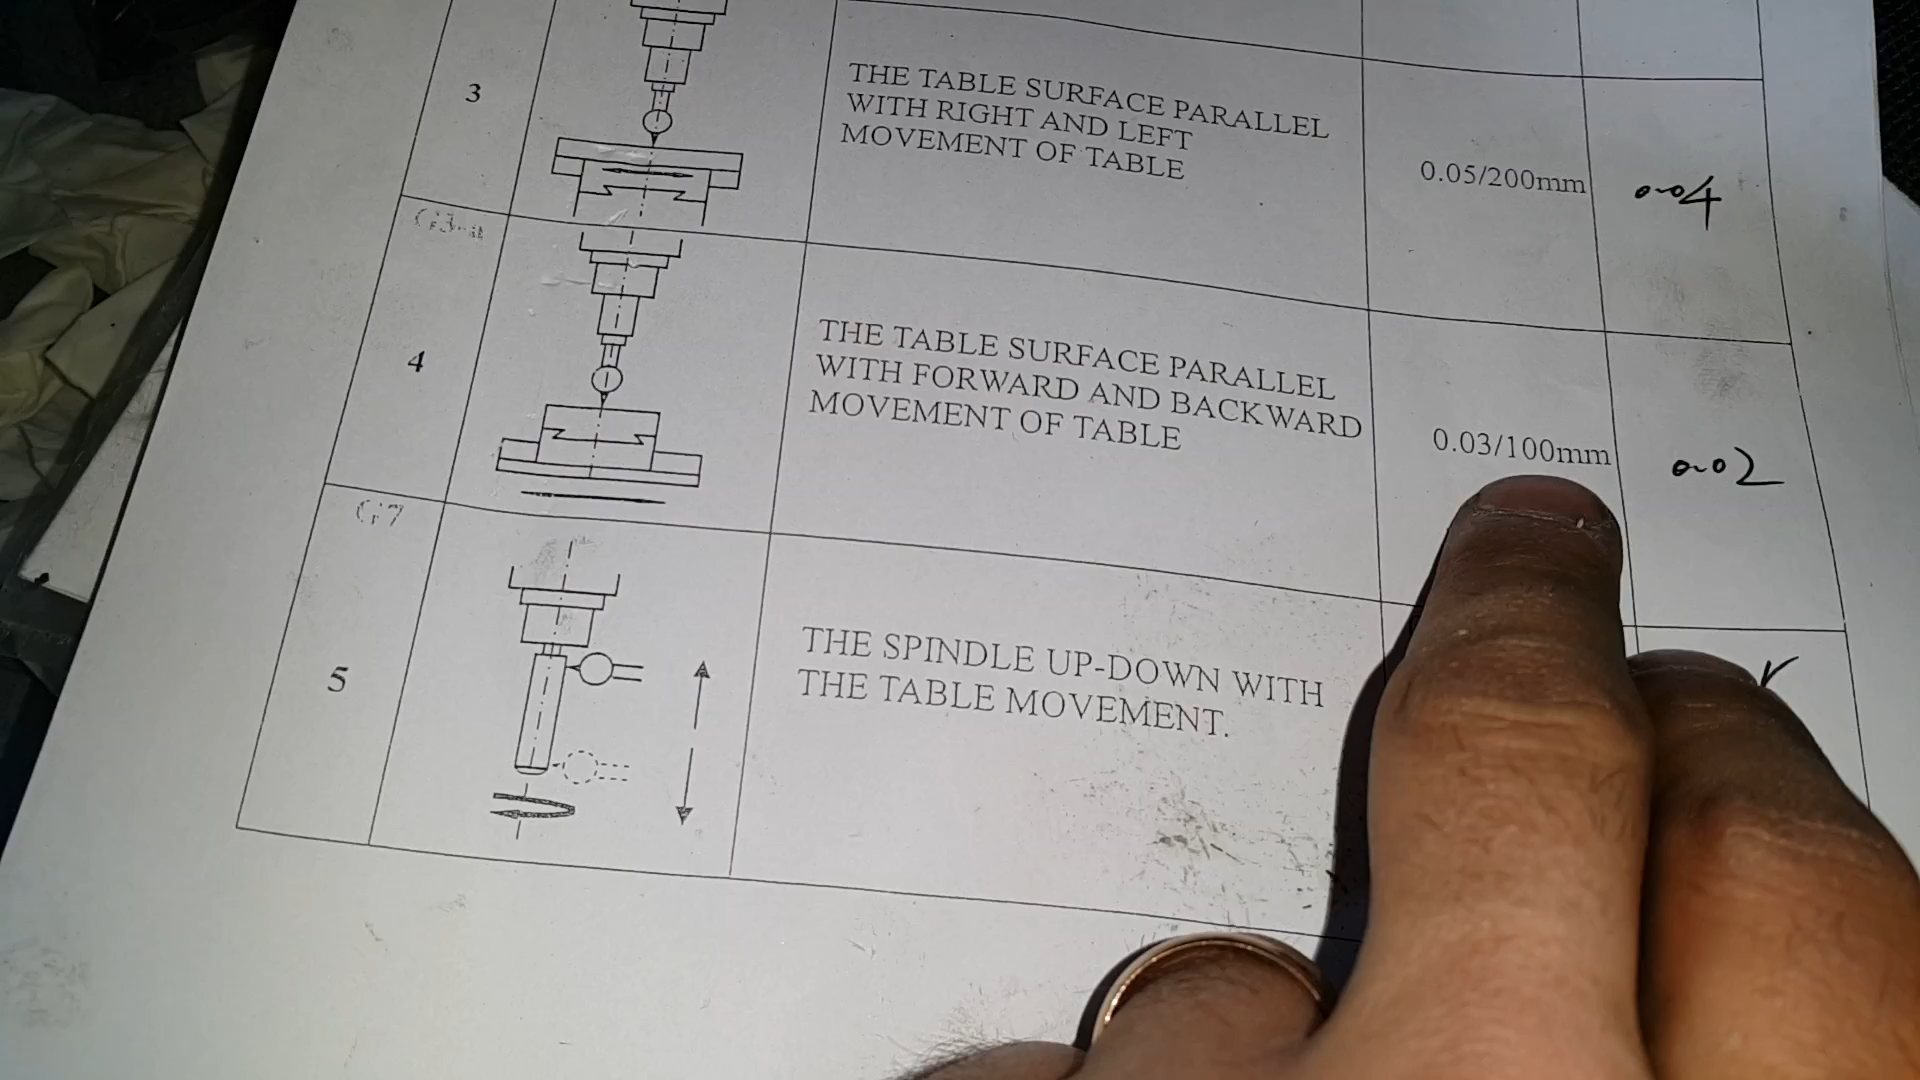 3
THE TABLE SURFACE PARALLEL
WITH RIGHT AND LEFT
MOVEMENT OF TABLE
0.05/200mm
0.04
4
THE TABLE SURFACE PARALLEL
WITH FORWARD AND BACKWARD
MOVEMENT OF TABLE
0.03/100mm
0.02
G7
5
THE SPINDLE UP-DOWN WITH
THE TABLE MOVEMENT.